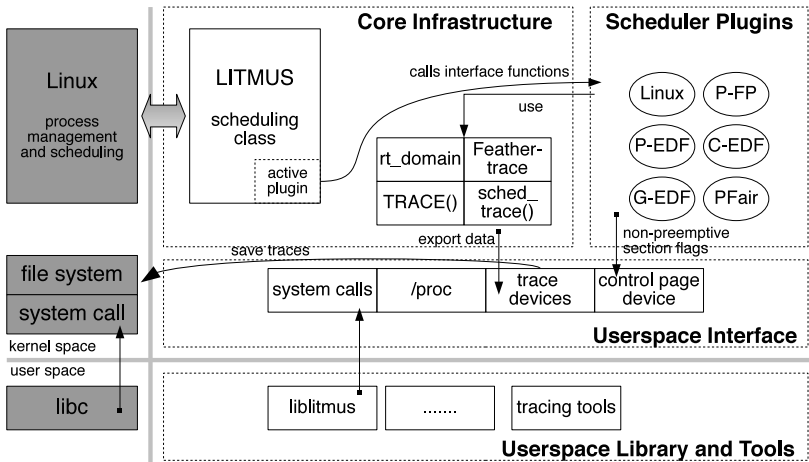 Core Infrastructure
Scheduler Plugins
Linux
process
management
and scheduling
LITMUS
scheduling
class
active
plugin
calls interface functions
use
rt_domain
Feather-
trace
TRACE()
sched_
trace()
Linux
P-FP
P-EDF
C-EDF
G-EDF
PFair
export data
non-preemptive
section flags
save traces
file system
system call
kernel space
system calls
/proc
trace
devices
control page
device
Userspace Interface
user space
libc
liblitmus
.......
tracing tools
Userspace Library and Tools